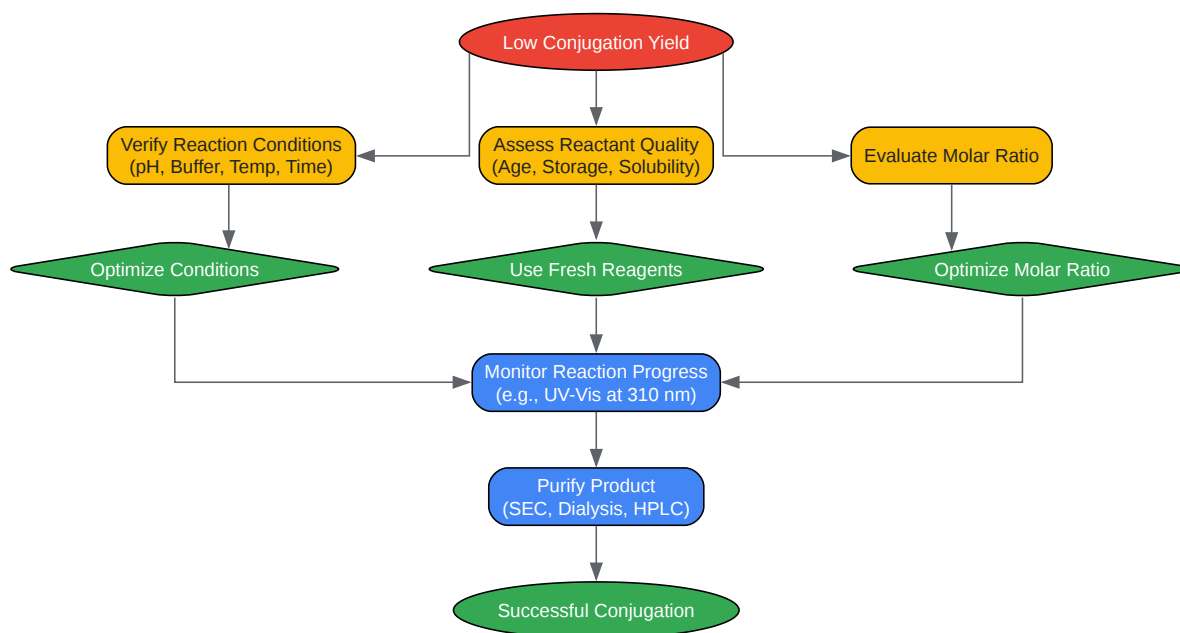 Low Conjugation Yield
Verify Reaction Conditions
(pH, Buffer, Temp, Time)
Assess Reactant Quality
(Age, Storage, Solubility)
Evaluate Molar Ratio
Optimize Conditions
Use Fresh Reagents
Optimize Molar Ratio
Monitor Reaction Progress
(e.g., UV-Vis at 310 nm)
Purify Product
(SEC, Dialysis, HPLC)
Successful Conjugation